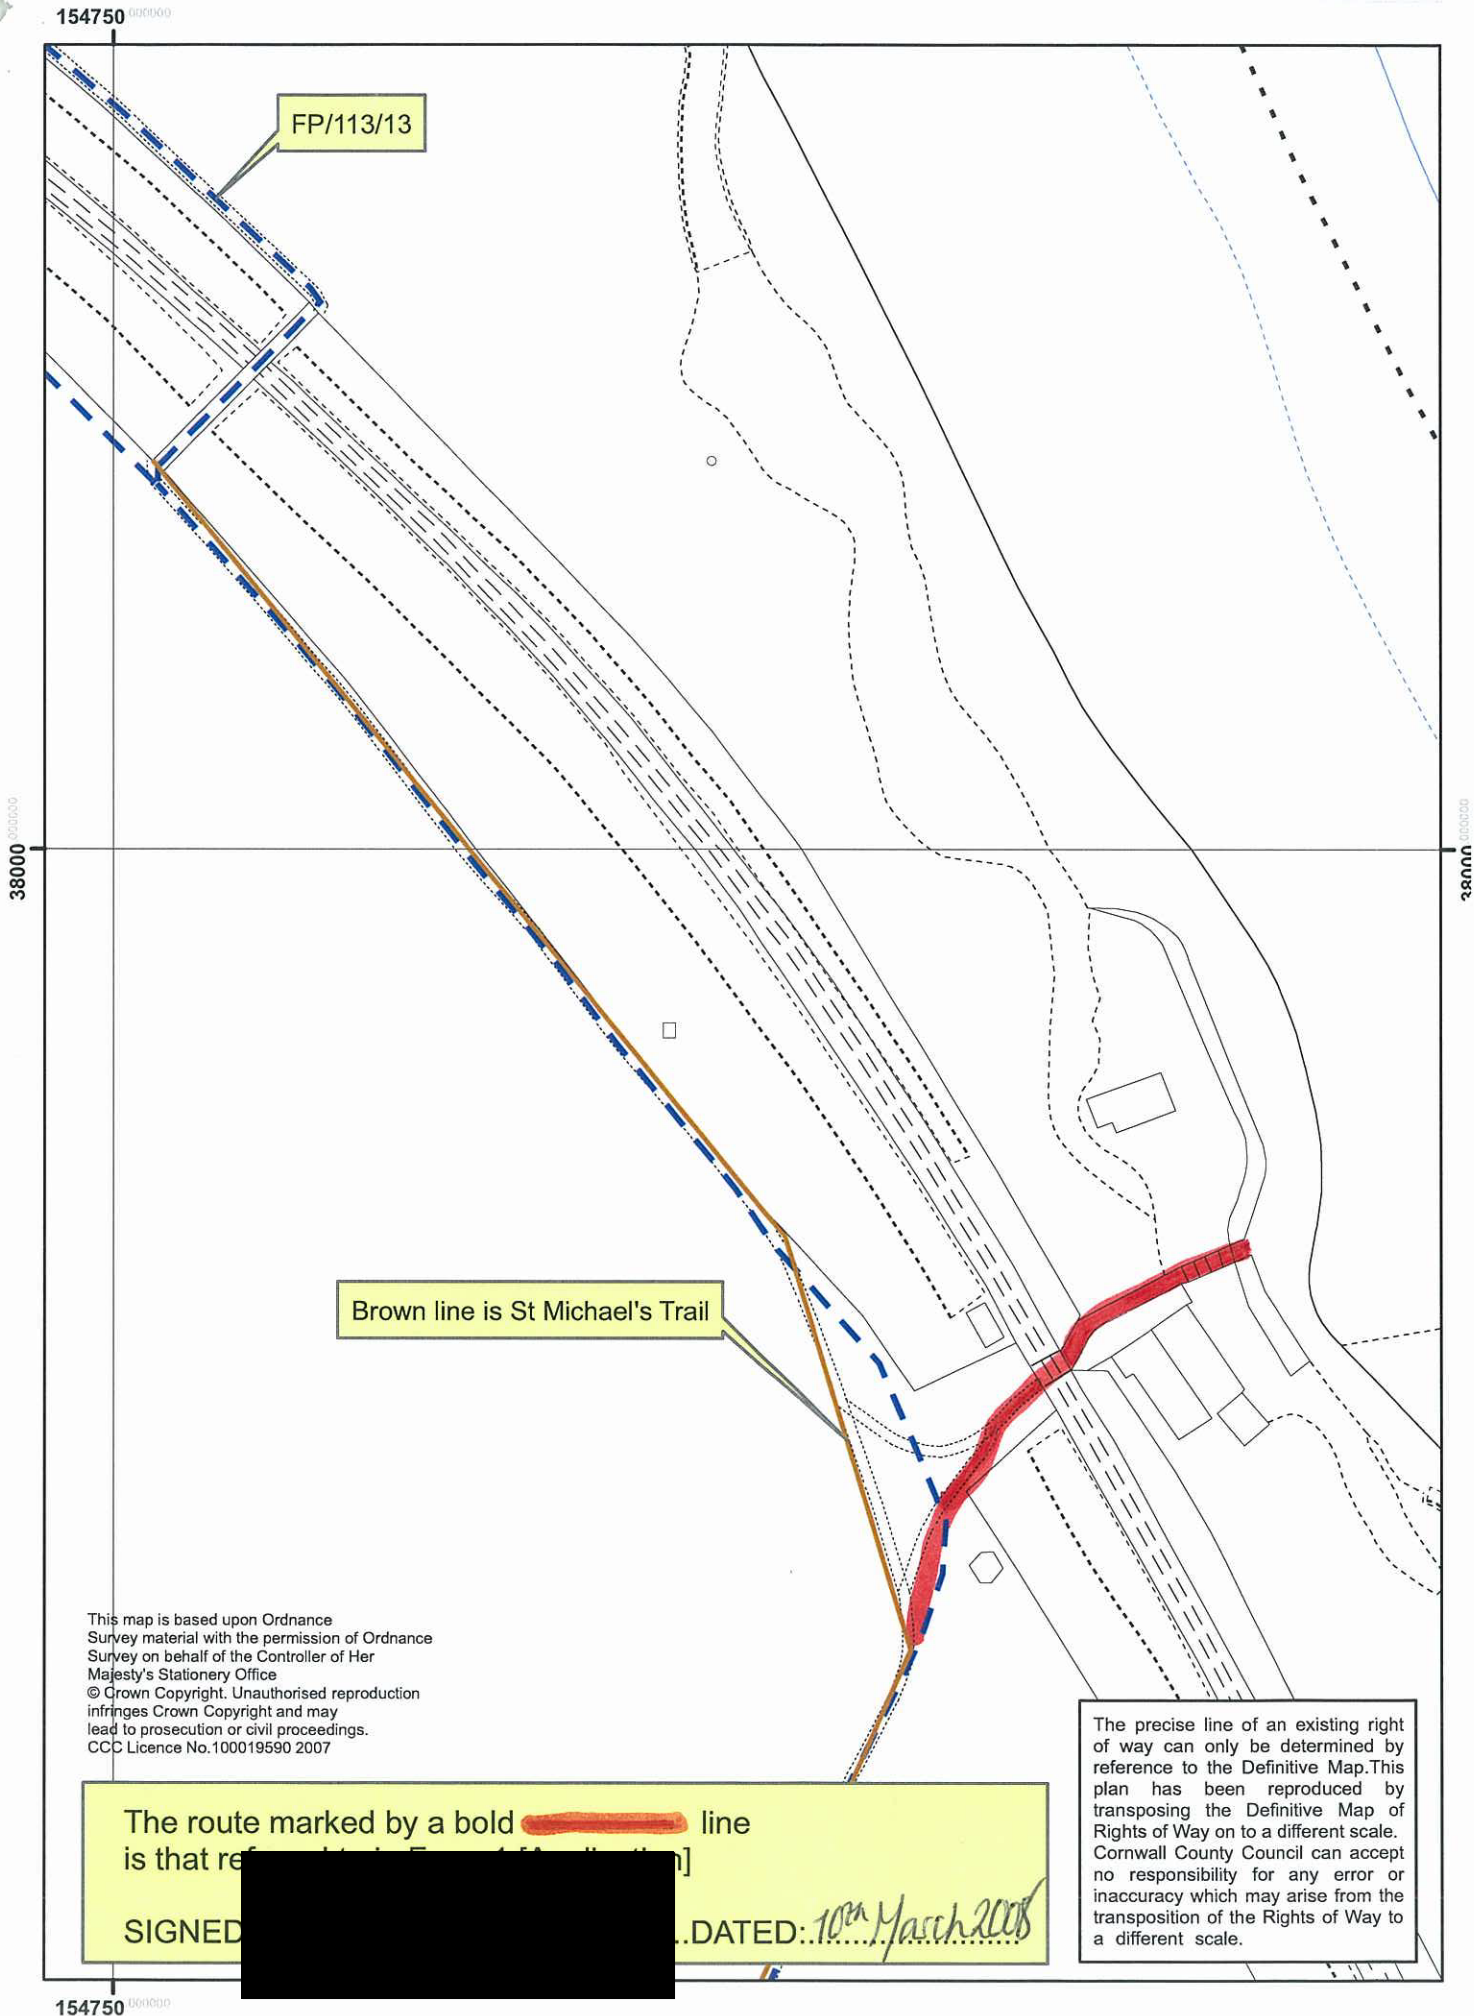 154750 000000
FP/113/13
38000 000000
38000 000000
Brown line is St Michael's Trail
This map is based upon Ordnance
Survey material with the permission of Ordnance
Survey on behalf of the Controller of Her
Majesty's Stationery Office
© Crown Copyright. Unauthorised reproduction
infringes Crown Copyright and may
lead to prosecution or civil proceedings.
CCC Licence No.100019590 2007
The precise line of an existing right
of way can only be determined by
reference to the Definitive Map.This
plan has been reproduced by
transposing the Definitive Map of
Rights of Way on to a different scale.
Cornwall County Council can accept
no responsibility for any error or
inaccuracy which may arise from the
transposition of the Rights of Way to
a different scale.
The route marked by a bold line
is that
SIGNED ..DATED: 10th March 2008
154750 000000